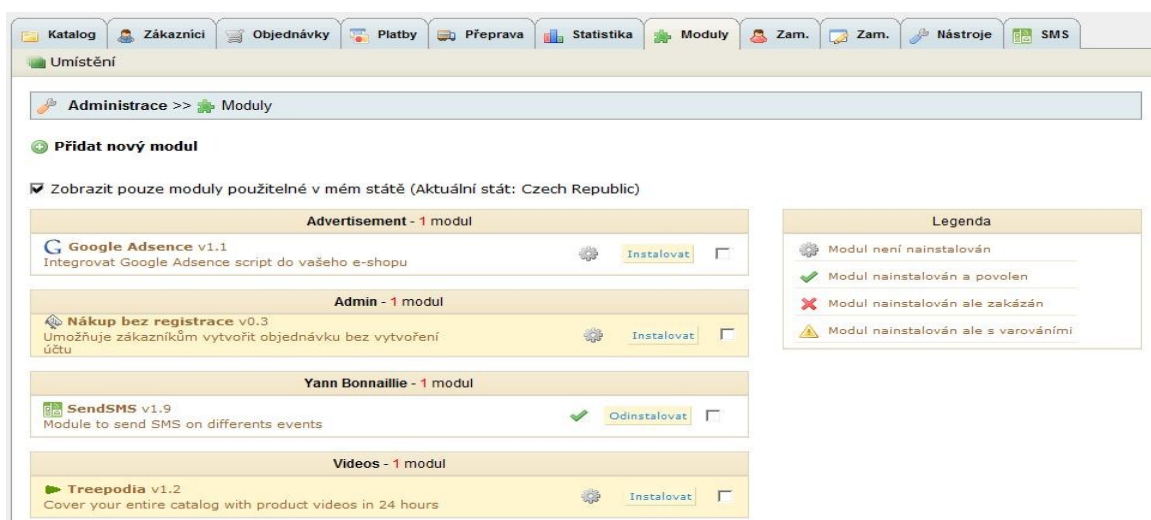 Katalog Zákazníci Objednávky Platby Přeprava Statistika Moduly Zam. Zam. Nástroje SMS
Umístění
Administrace >> Moduly
Přidat nový modul
Zobrazit pouze moduly použitelné v mém státě (Aktuální stát: Czech Republic)
Advertisement - 1 modul
Google Adsence v1.1
Integrovat Google Adsence script do vašeho e-shopu
Instalovat
Admin - 1 modul
Nákup bez registrace v0.3
Umožňuje zákazníkům vytvořit objednávku bez vytvoření
účtu
Instalovat
Yann Bonnaillie - 1 modul
SendSMS v1.9
Module to send SMS on differents events
Odinstalovat
Videos - 1 modul
Treepodia v1.2
Cover your entire catalog with product videos in 24 hours
Instalovat
Legenda
Modul není nainstalován
Modul nainstalován a povolen
Modul nainstalován ale zakázán
Modul nainstalován ale s varováními